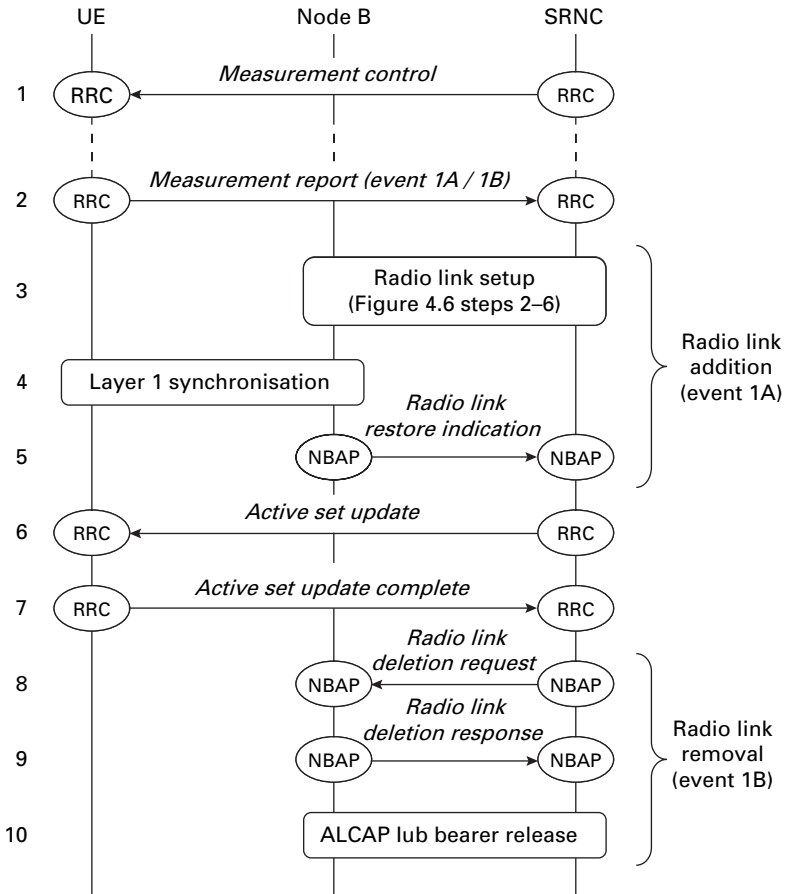 UE Node B SRNC
Measurement control
1 RRC RRC
Measurement report (event 1A / 1B)
2 RRC RRC
3 Radio link setup
(Figure 4.6 steps 2–6)
Radio link
addition
(event 1A)
4 Layer 1 synchronisation
Radio link
restore indication
5 NBAP NBAP
Active set update
6 RRC RRC
Active set update complete
7 RRC RRC
Radio link
deletion request
8 NBAP NBAP
Radio link
deletion response
9 NBAP NBAP
Radio link
removal
(event 1B)
10 ALCAP lub bearer release